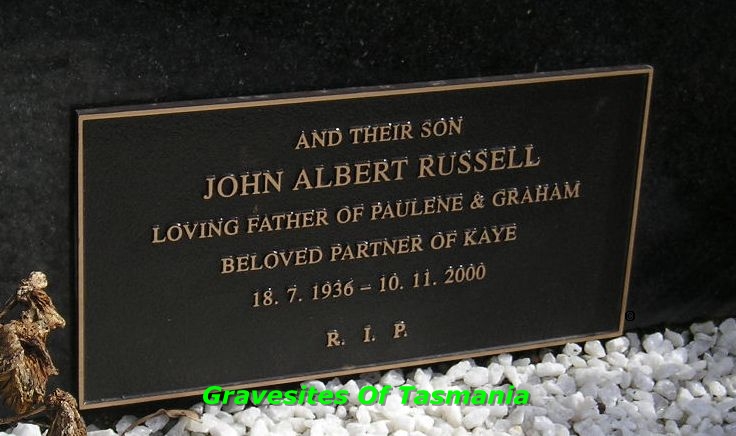 AND THEIR SON
JOHN ALBERT RUSSELL
LOVING FATHER OF PAULENE & GRAHAM
BELOVED PARTNER OF KAYE
18. 7. 1936 – 10. 11. 2000
R. I. P.
Gravesites Of Tasmania